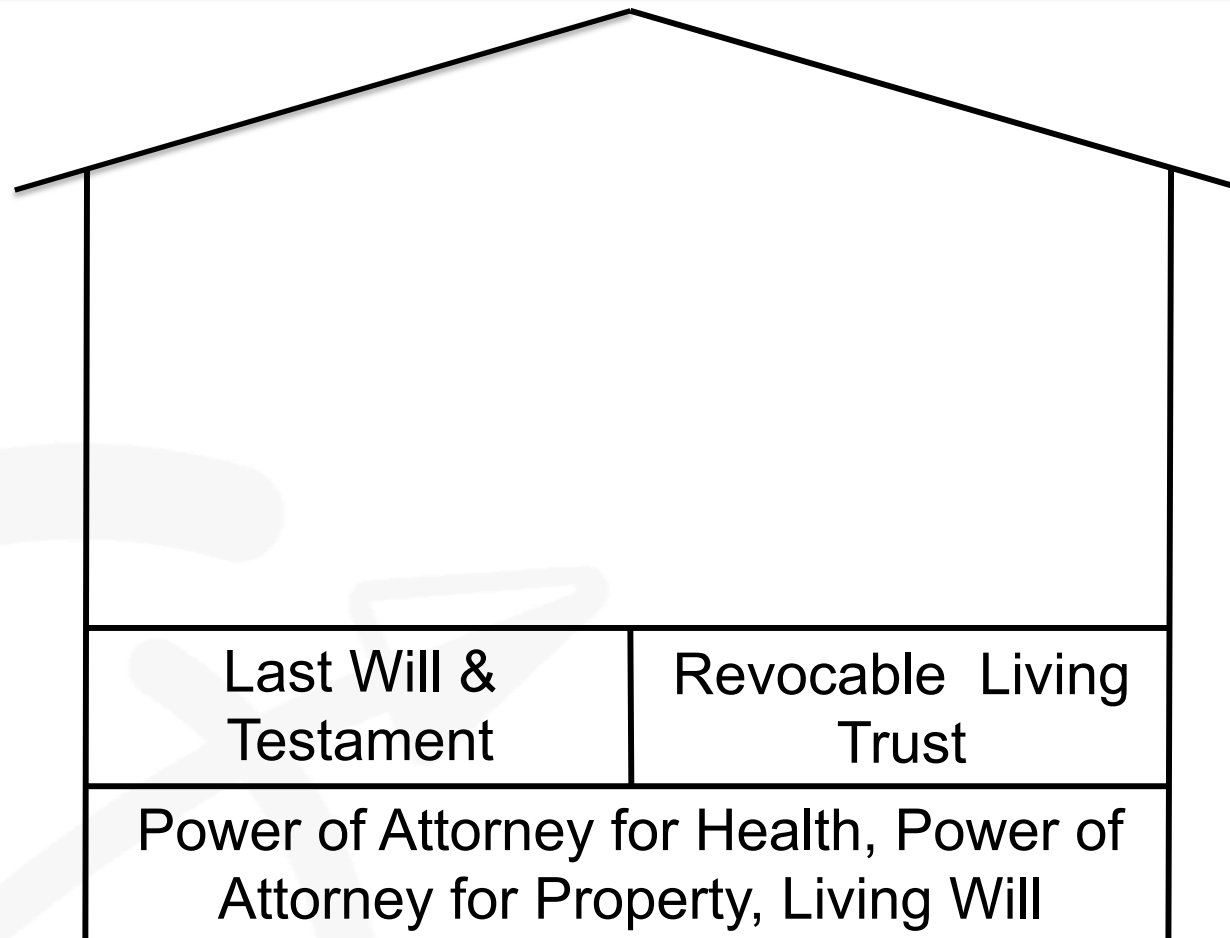 Last Will &
Testament
Revocable  Living
Trust
Power of Attorney for Health, Power of
Attorney for Property, Living Will